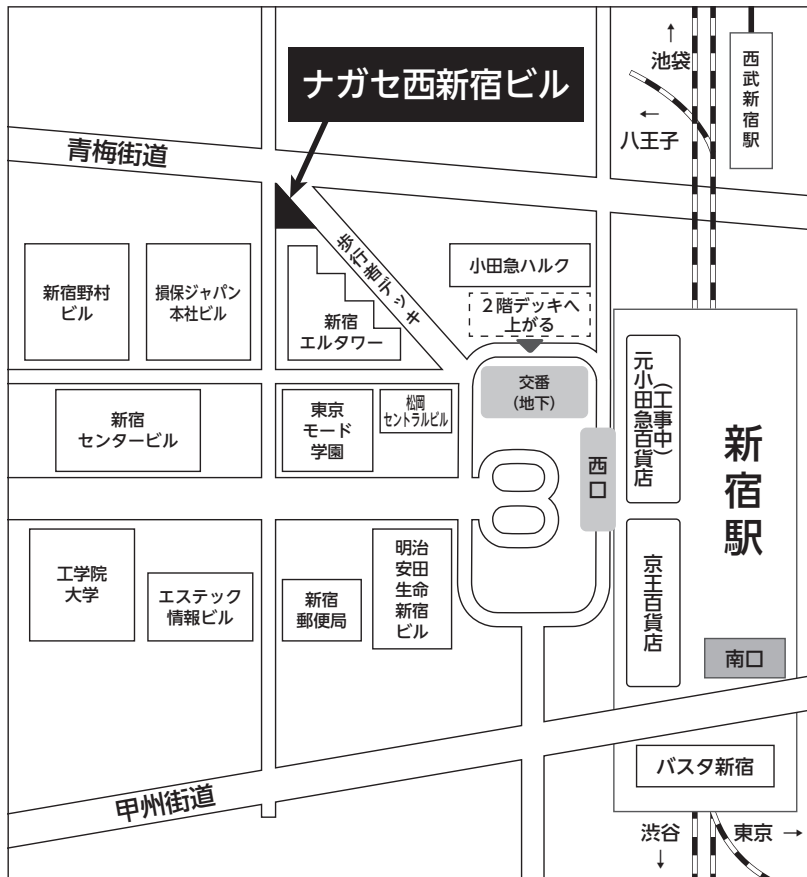 ↑
池袋
西武新宿駅
ナガセ西新宿ビル
←
八王子
青梅街道
歩行者デッキ
小田急ハルク
新宿野村
ビル
損保ジャパン
本社ビル
2階デッキへ
上がる
新宿
エルタワー
交番
(地下)
元小田急百貨店
(工事中)
新宿
センタービル
東京
モード
学園
松岡
セントラルビル
西口
新宿駅
工学院
大学
エステック
情報ビル
新宿
郵便局
明治
安田
生命
新宿
ビル
京王百貨店
南口
バスタ新宿
甲州街道
渋谷
↓
東京 →